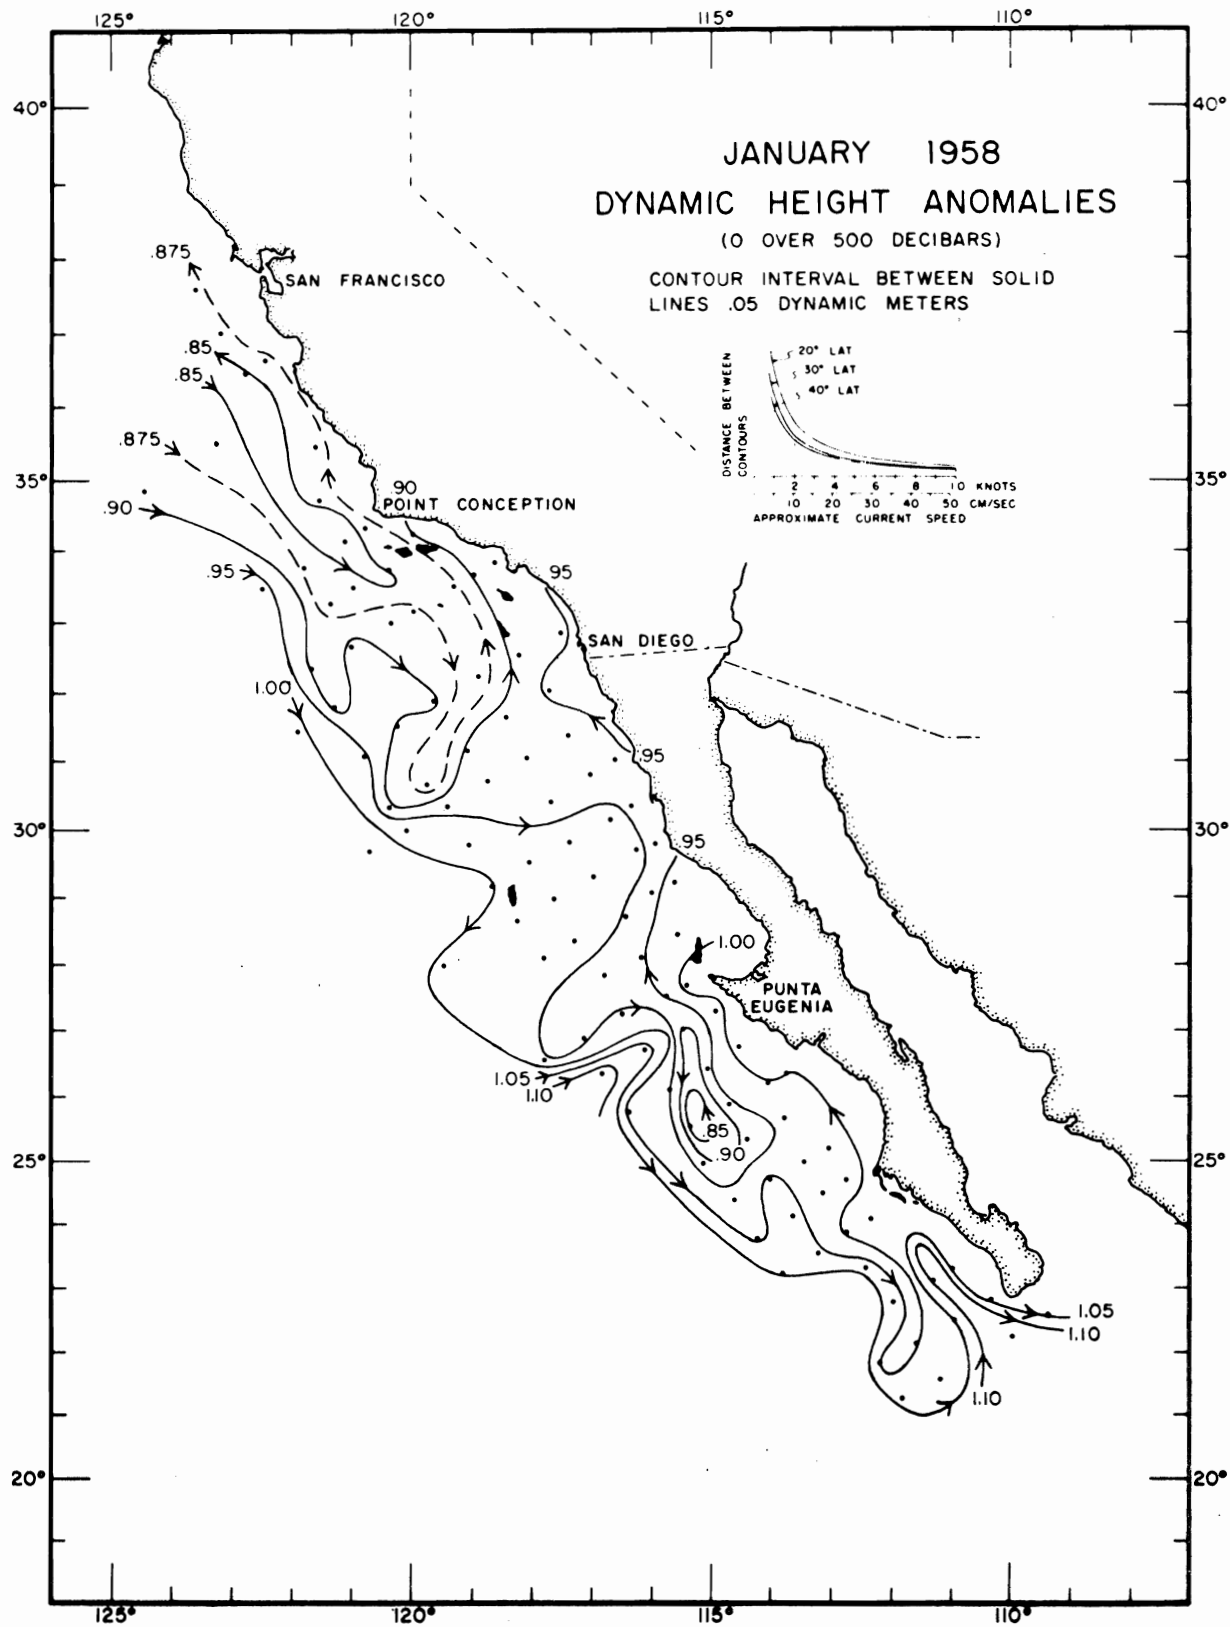 125° 120° 115° 110°
40° 40°
JANUARY 1958
DYNAMIC HEIGHT ANOMALIES
(0 OVER 500 DECIBARS)
CONTOUR INTERVAL BETWEEN SOLID
LINES .05 DYNAMIC METERS
.875
SAN FRANCISCO
DISTANCE BETWEEN
CONTOURS
20° LAT
30° LAT
40° LAT
.2 .4 .6 .8 1.0 KNOTS
10 20 30 40 50 CM/SEC
APPROXIMATE CURRENT SPEED
.85
.85
.875
35° 35°
.90
POINT CONCEPTION
.90
.95
.95
SAN DIEGO
1.00
.95
30° 30°
.95
1.00
PUNTA
EUGENIA
1.05
1.10
.85
.90
25° 25°
1.05
1.10
1.10
20° 20°
125° 120° 115° 110°